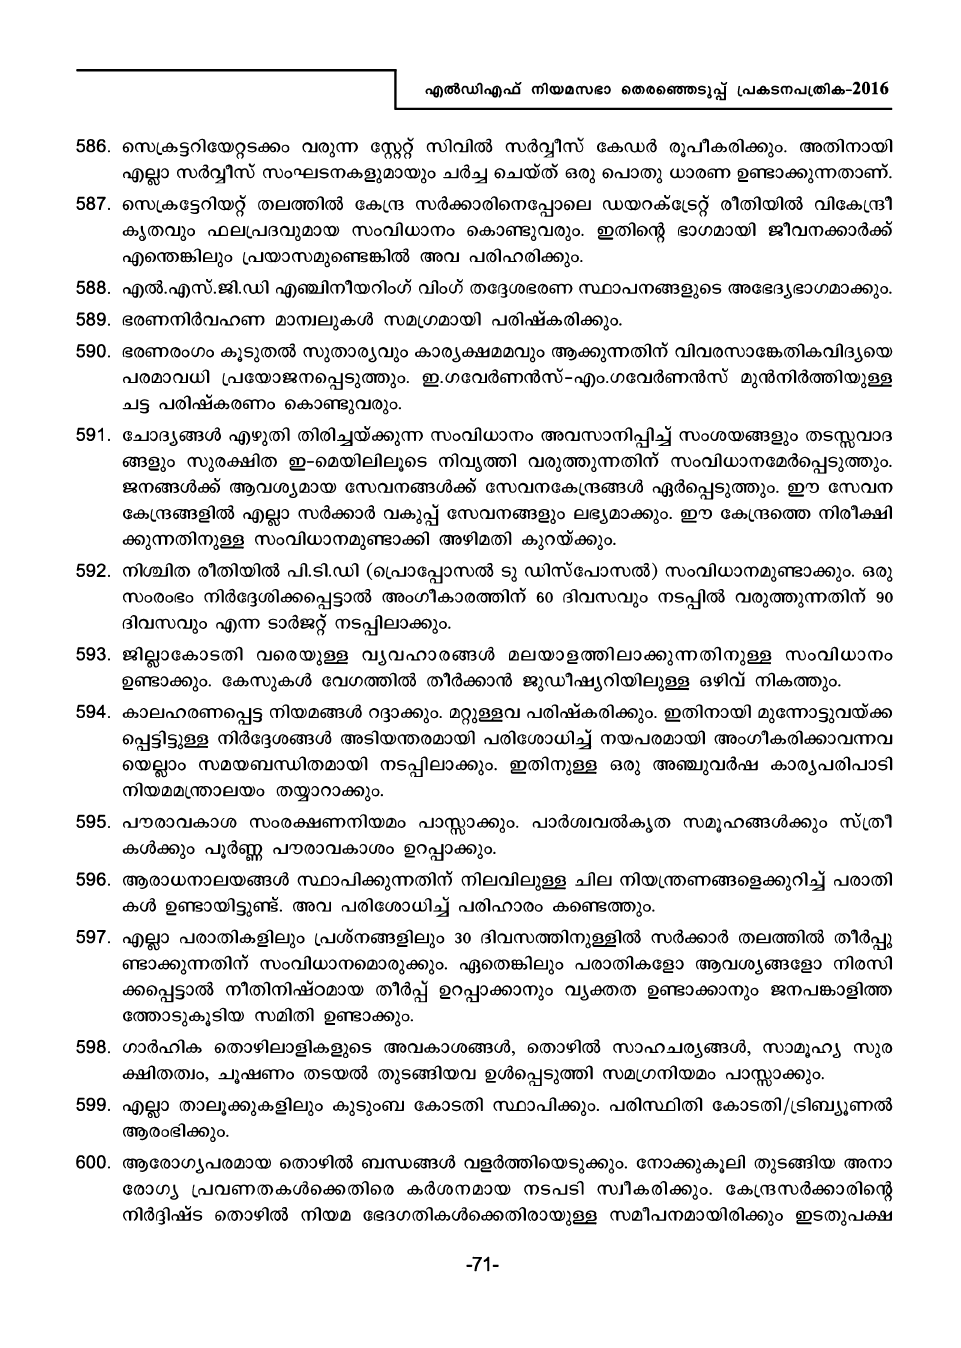 എൽഡിഎഫ് നിയമസഭാ തെരഞ്ഞെടുപ്പ് പ്രകടനപത്രിക-2016
586. സെക്രട്ടറിയേറ്റടക്കം വരുന്ന സ്റ്റേറ്റ് സിവിൽ സർവ്വീസ് കേഡർ രൂപീകരിക്കും. അതിനായി
എല്ലാ സർവ്വീസ് സംഘടനകളുമായും ചർച്ച ചെയ്ത് ഒരു പൊതു ധാരണ ഉണ്ടാക്കുന്നതാണ്.
587. സെക്രട്ടേറിയറ്റ് തലത്തിൽ കേന്ദ്ര സർക്കാരിനെപ്പോലെ ഡയറക്ട്രേറ്റ് രീതിയിൽ വികേന്ദ്രീ
കൃതവും ഫലപ്രദവുമായ സംവിധാനം കൊണ്ടുവരും. ഇതിന്റെ ഭാഗമായി ജീവനക്കാർക്ക്
എന്തെങ്കിലും പ്രയാസമുണ്ടെങ്കിൽ അവ പരിഹരിക്കും.
588. എൽ.എസ്.ജി.ഡി എഞ്ചിനീയറിംഗ് വിംഗ് തദ്ദേശഭരണ സ്ഥാപനങ്ങളുടെ അഭേദ്യഭാഗമാക്കും.
589. ഭരണനിർവഹണ മാന്വലുകൾ സമഗ്രമായി പരിഷ്കരിക്കും.
590. ഭരണരംഗം കൂടുതൽ സുതാര്യവും കാര്യക്ഷമമവും ആക്കുന്നതിന് വിവരസാങ്കേതികവിദ്യയെ
പരമാവധി പ്രയോജനപ്പെടുത്തും. ഇ.ഗവേർണൻസ്-എം.ഗവേർണൻസ് മുൻനിർത്തിയുള്ള
ചട്ട പരിഷ്കരണം കൊണ്ടുവരും.
591. ചോദ്യങ്ങൾ എഴുതി തിരിച്ചയ്ക്കുന്ന സംവിധാനം അവസാനിപ്പിച്ച് സംശയങ്ങളും തടസ്സവാദ
ങ്ങളും സുരക്ഷിത ഇ-മെയിലിലൂടെ നിവൃത്തി വരുത്തുന്നതിന് സംവിധാനമേർപ്പെടുത്തും.
ജനങ്ങൾക്ക് ആവശ്യമായ സേവനങ്ങൾക്ക് സേവനകേന്ദ്രങ്ങൾ ഏർപ്പെടുത്തും. ഈ സേവന
കേന്ദ്രങ്ങളിൽ എല്ലാ സർക്കാർ വകുപ്പ് സേവനങ്ങളും ലഭ്യമാക്കും. ഈ കേന്ദ്രത്തെ നിരീക്ഷി
ക്കുന്നതിനുള്ള സംവിധാനമുണ്ടാക്കി അഴിമതി കുറയ്ക്കും.
592. നിശ്ചിത രീതിയിൽ പി.ടി.ഡി (പ്രൊപ്പോസൽ ടു ഡിസ്പോസൽ) സംവിധാനമുണ്ടാക്കും. ഒരു
സംരംഭം നിർദ്ദേശിക്കപ്പെട്ടാൽ അംഗീകാരത്തിന് 60 ദിവസവും നടപ്പിൽ വരുത്തുന്നതിന് 90
ദിവസവും എന്ന ടാർജറ്റ് നടപ്പിലാക്കും.
593. ജില്ലാകോടതി വരെയുള്ള വ്യവഹാരങ്ങൾ മലയാളത്തിലാക്കുന്നതിനുള്ള സംവിധാനം
ഉണ്ടാക്കും. കേസുകൾ വേഗത്തിൽ തീർക്കാൻ ജുഡീഷ്യറിയിലുള്ള ഒഴിവ് നികത്തും.
594. കാലഹരണപ്പെട്ട നിയമങ്ങൾ റദ്ദാക്കും. മറ്റുള്ളവ പരിഷ്കരിക്കും. ഇതിനായി മുന്നോട്ടുവയ്ക്ക
പ്പെട്ടിട്ടുള്ള നിർദ്ദേശങ്ങൾ അടിയന്തരമായി പരിശോധിച്ച് നയപരമായി അംഗീകരിക്കാവന്നവ
യെല്ലാം സമയബന്ധിതമായി നടപ്പിലാക്കും. ഇതിനുള്ള ഒരു അഞ്ചുവർഷ കാര്യപരിപാടി
നിയമമന്ത്രാലയം തയ്യാറാക്കും.
595. പൗരാവകാശ സംരക്ഷണനിയമം പാസ്സാക്കും. പാർശ്വവൽകൃത സമൂഹങ്ങൾക്കും സ്ത്രീ
കൾക്കും പൂർണ്ണ പൗരാവകാശം ഉറപ്പാക്കും.
596. ആരാധനാലയങ്ങൾ സ്ഥാപിക്കുന്നതിന് നിലവിലുള്ള ചില നിയന്ത്രണങ്ങളെക്കുറിച്ച് പരാതി
കൾ ഉണ്ടായിട്ടുണ്ട്. അവ പരിശോധിച്ച് പരിഹാരം കണ്ടെത്തും.
597. എല്ലാ പരാതികളിലും പ്രശ്നങ്ങളിലും 30 ദിവസത്തിനുള്ളിൽ സർക്കാർ തലത്തിൽ തീർപ്പു
ണ്ടാക്കുന്നതിന് സംവിധാനമൊരുക്കും. ഏതെങ്കിലും പരാതികളോ ആവശ്യങ്ങളോ നിരസി
ക്കപ്പെട്ടാൽ നീതിനിഷ്ഠമായ തീർപ്പ് ഉറപ്പാക്കാനും വ്യക്തത ഉണ്ടാക്കാനും ജനപങ്കാളിത്ത
ത്തോടുകൂടിയ സമിതി ഉണ്ടാക്കും.
598. ഗാർഹിക തൊഴിലാളികളുടെ അവകാശങ്ങൾ, തൊഴിൽ സാഹചര്യങ്ങൾ, സാമൂഹ്യ സുര
ക്ഷിതത്വം, ചൂഷണം തടയൽ തുടങ്ങിയവ ഉൾപ്പെടുത്തി സമഗ്രനിയമം പാസ്സാക്കും.
599. എല്ലാ താലൂക്കുകളിലും കുടുംബ കോടതി സ്ഥാപിക്കും. പരിസ്ഥിതി കോടതി/ട്രിബ്യൂണൽ
ആരംഭിക്കും.
600. ആരോഗ്യപരമായ തൊഴിൽ ബന്ധങ്ങൾ വളർത്തിയെടുക്കും. നോക്കുകൂലി തുടങ്ങിയ അനാ
രോഗ്യ പ്രവണതകൾക്കെതിരെ കർശനമായ നടപടി സ്വീകരിക്കും. കേന്ദ്രസർക്കാരിന്റെ
നിർദ്ദിഷ്ട തൊഴിൽ നിയമ ഭേദഗതികൾക്കെതിരായുള്ള സമീപനമായിരിക്കും ഇടതുപക്ഷ
-71-